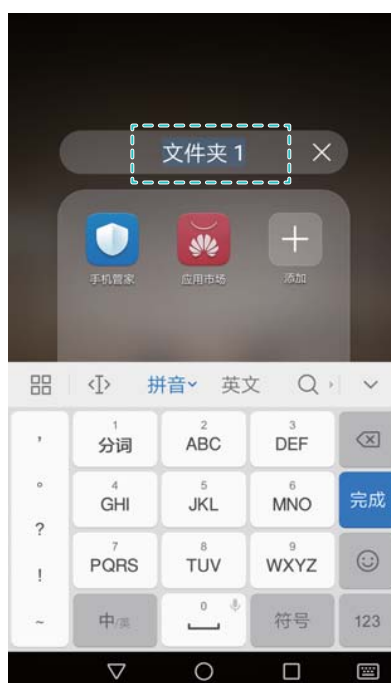 文件夹 1
手机管家 应用市场 添加
拼音 英文
， 1 2 3
分词 ABC DEF
。 4 5 6
GHI JKL MNO 完成
？
7 8 9
！ PQRS TUV WXYZ
0
~ 中/英 符号 123